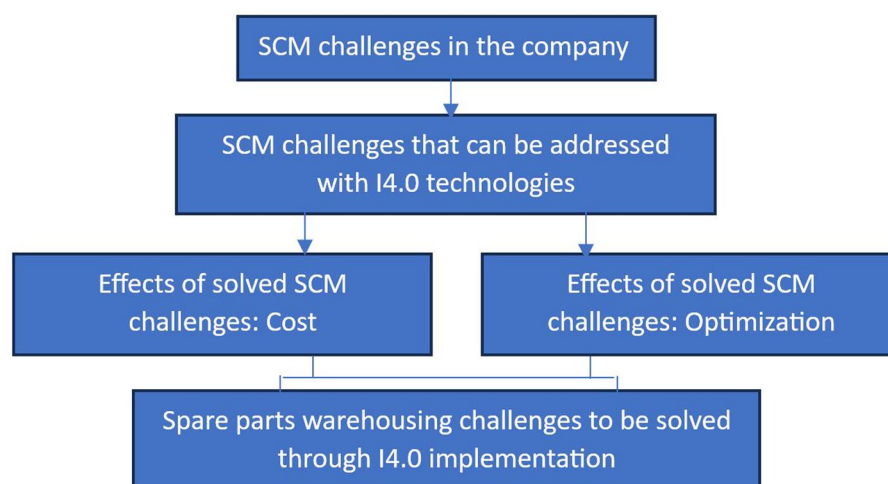 SCM challenges in the company
SCM challenges that can be addressed
with I4.0 technologies
Effects of solved SCM
challenges: Cost
Effects of solved SCM
challenges: Optimization
Spare parts warehousing challenges to be solved
through I4.0 implementation